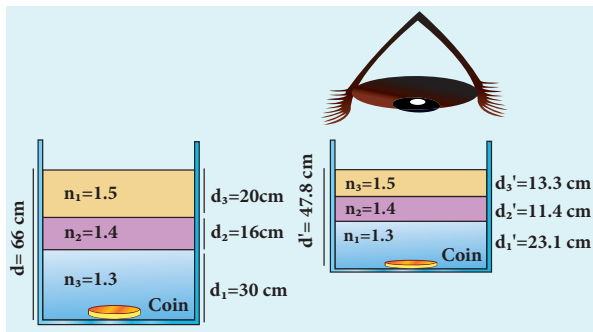 d= 66 cm
n₁=1.5
d₃=20cm
n₂=1.4
d₂=16cm
n₃=1.3
Coin
d₁=30 cm
d'= 47.8 cm
n₃=1.5
d₃'=13.3 cm
n₂=1.4
d₂'=11.4 cm
n₁=1.3
d₁'=23.1 cm
Coin